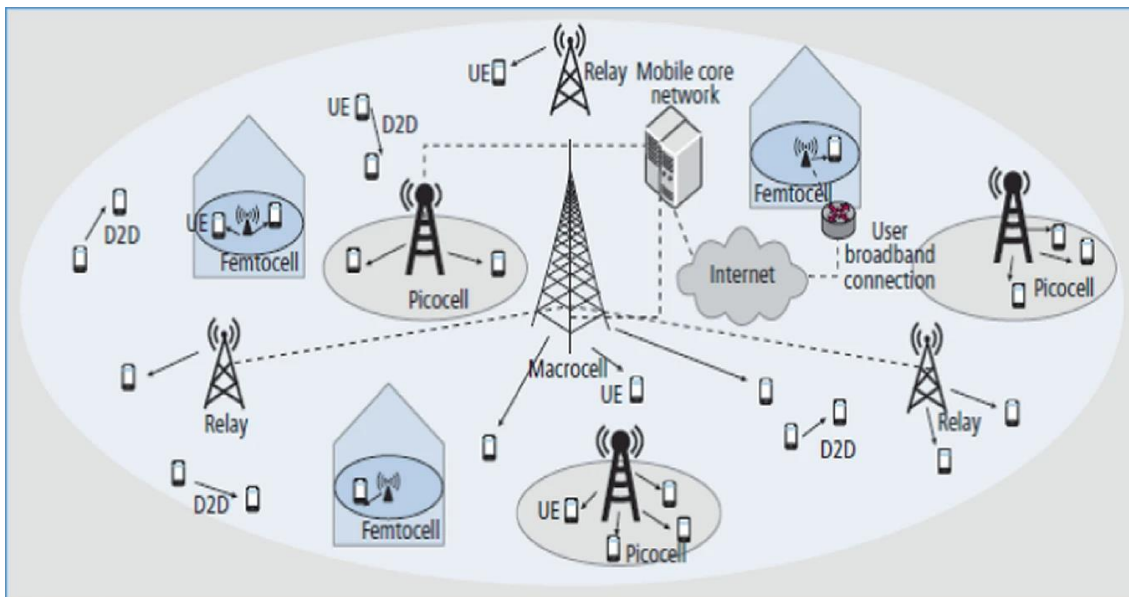 UE
Relay
Mobile core
network
UE
D2D
Femtocell
D2D
UE
Femtocell
Picocell
Internet
User
broadband
connection
Picocell
Macrocell
UE
Relay
Relay
D2D
D2D
Femtocell
UE
Picocell